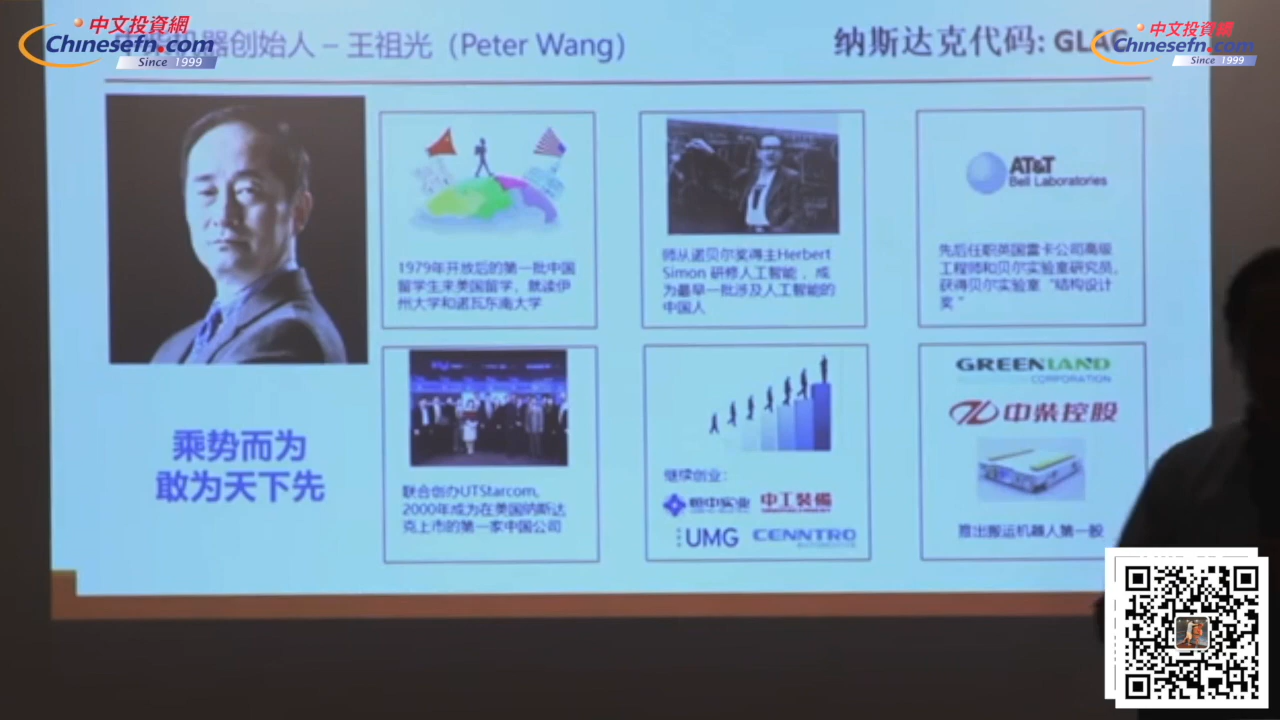 中文投資網
Chinesefn.com
Since 1999
器创始人 – 王祖光（Peter Wang）
纳斯达克代码: GLAC
中文投資網
Chinesefn.com
Since 1999
乘势而为
敢为天下先
1979年开放后的第一批中国
留学生来美国留学，就读伊
州大学和诺瓦东南大学
师从诺贝尔奖得主Herbert
Simon 研修人工智能，成
为最早一批涉及人工智能的
中国人
AT&T
Bell Laboratories
先后任职英国雷卡公司高级
工程师和贝尔实验室研究员，
获得贝尔实验室“结构设计
奖”
联合创办UTStarcom，
2000年成为在美国纳斯达
克上市的第一家中国公司
继续创业：
恒中实业
中工装備
UMG
CENNTRO
GREENLAND
CORPORATION
中柴控股
推出搬运机器人第一股